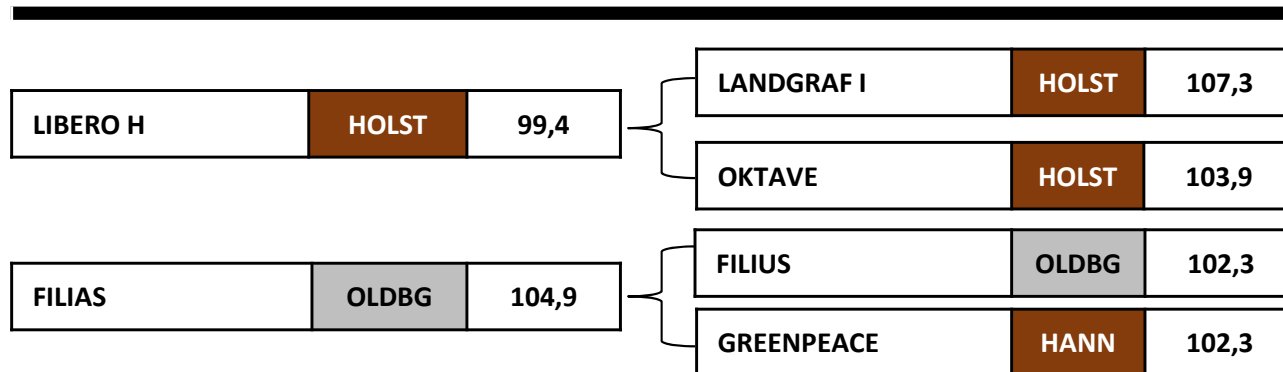 LANDGRAF I HOLST 107,3
LIBERO H HOLST 99,4
OKTAVE HOLST 103,9
FILIUS OLDBG 102,3
FILIAS OLDBG 104,9
GREENPEACE HANN 102,3